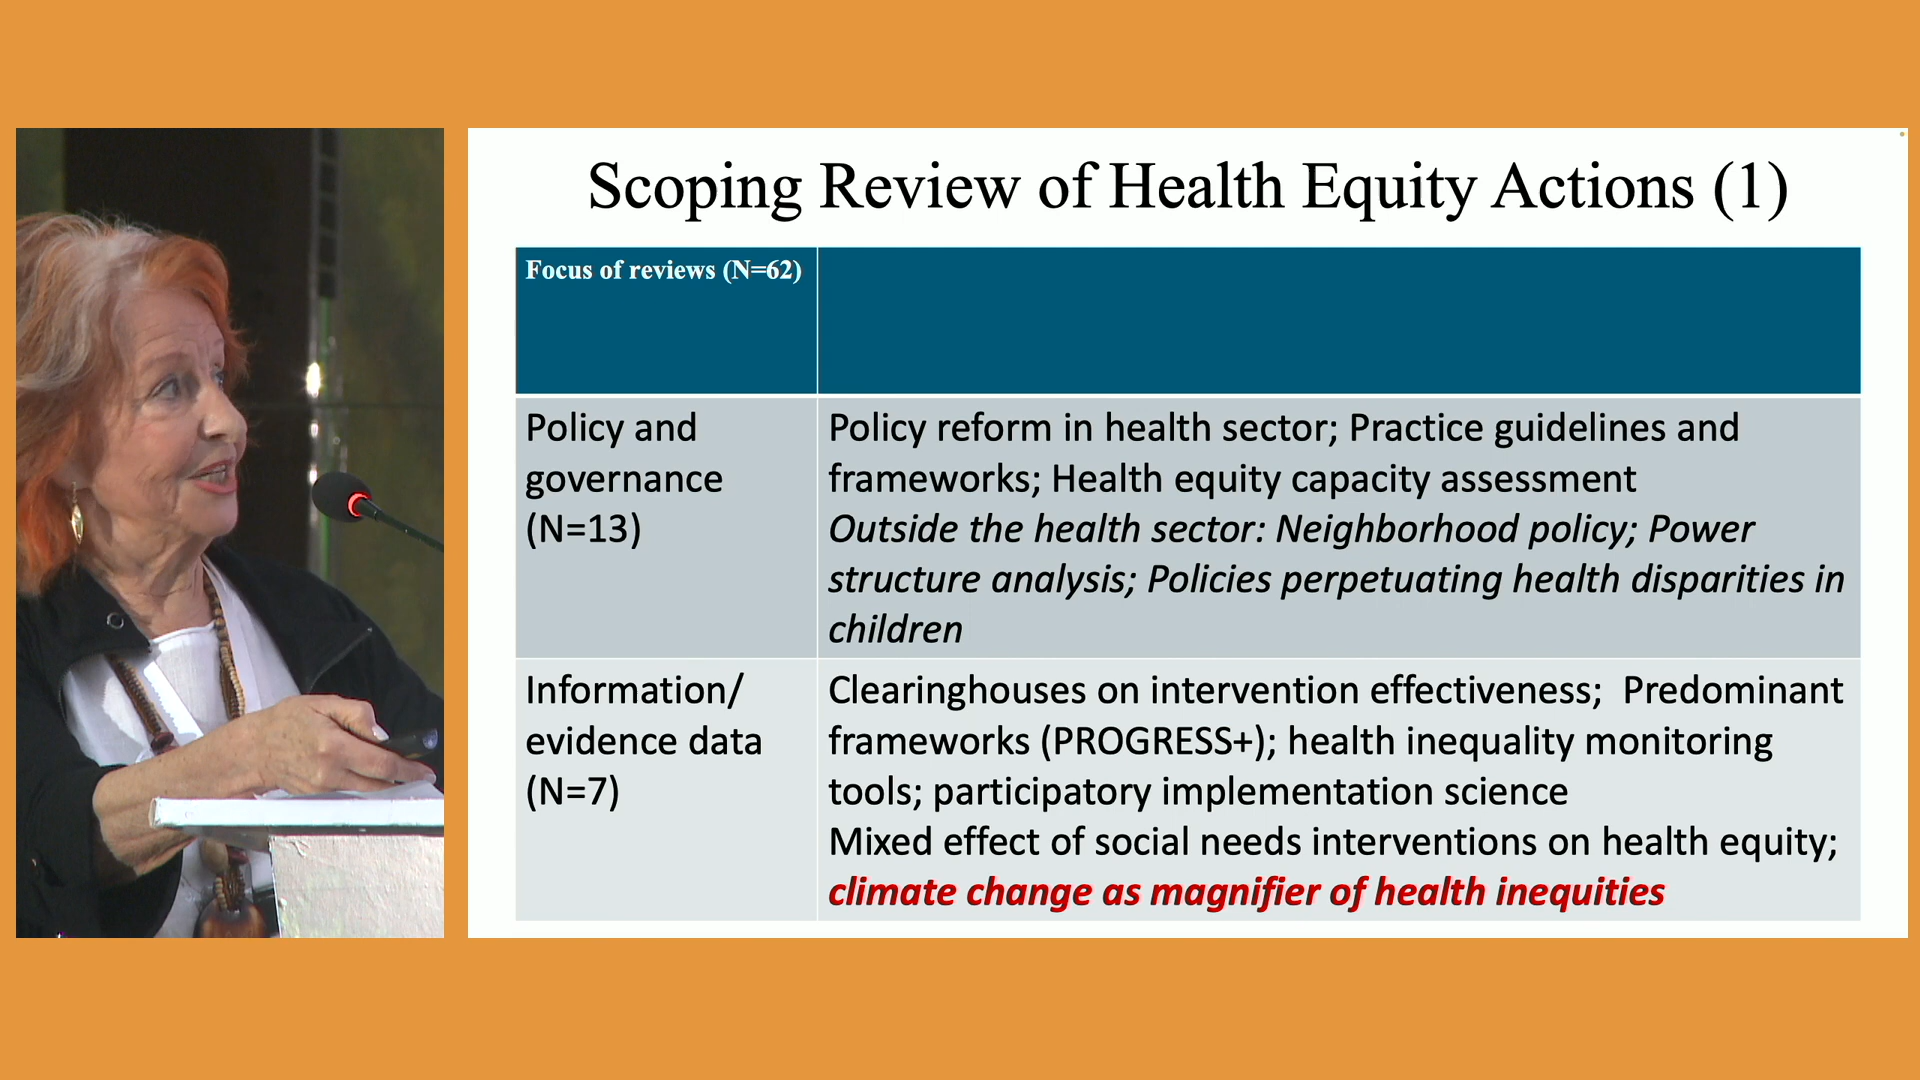 Scoping Review of Health Equity Actions (1)
Focus of reviews (N=62)
Policy and
governance
(N=13)
Policy reform in health sector; Practice guidelines and
frameworks; Health equity capacity assessment
Outside the health sector: Neighborhood policy; Power
structure analysis; Policies perpetuating health disparities in
children
Information/
evidence data
(N=7)
Clearinghouses on intervention effectiveness;  Predominant
frameworks (PROGRESS+); health inequality monitoring
tools; participatory implementation science
Mixed effect of social needs interventions on health equity;
climate change as magnifier of health inequities